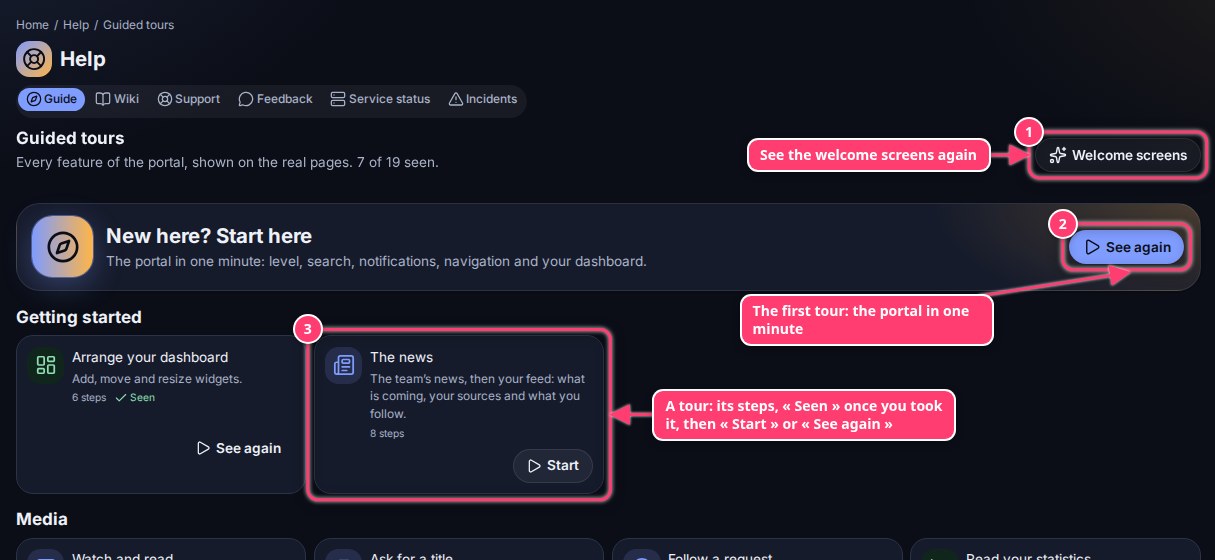 Home / Help / Guided tours
Help
Guide
Wiki
Support
Feedback
Service status
Incidents
Guided tours
Every feature of the portal, shown on the real pages. 7 of 19 seen.
See the welcome screens again
1
Welcome screens
New here? Start here
The portal in one minute: level, search, notifications, navigation and your dashboard.
2
See again
The first tour: the portal in one
minute
Getting started
Arrange your dashboard
Add, move and resize widgets.
6 steps
Seen
See again
3
The news
The team's news, then your feed: what
is coming, your sources and what you
follow.
8 steps
Start
A tour: its steps, « Seen » once you took
it, then « Start » or « See again »
Media
Watch and read
Ask for a title
Follow a request
Read your statistics